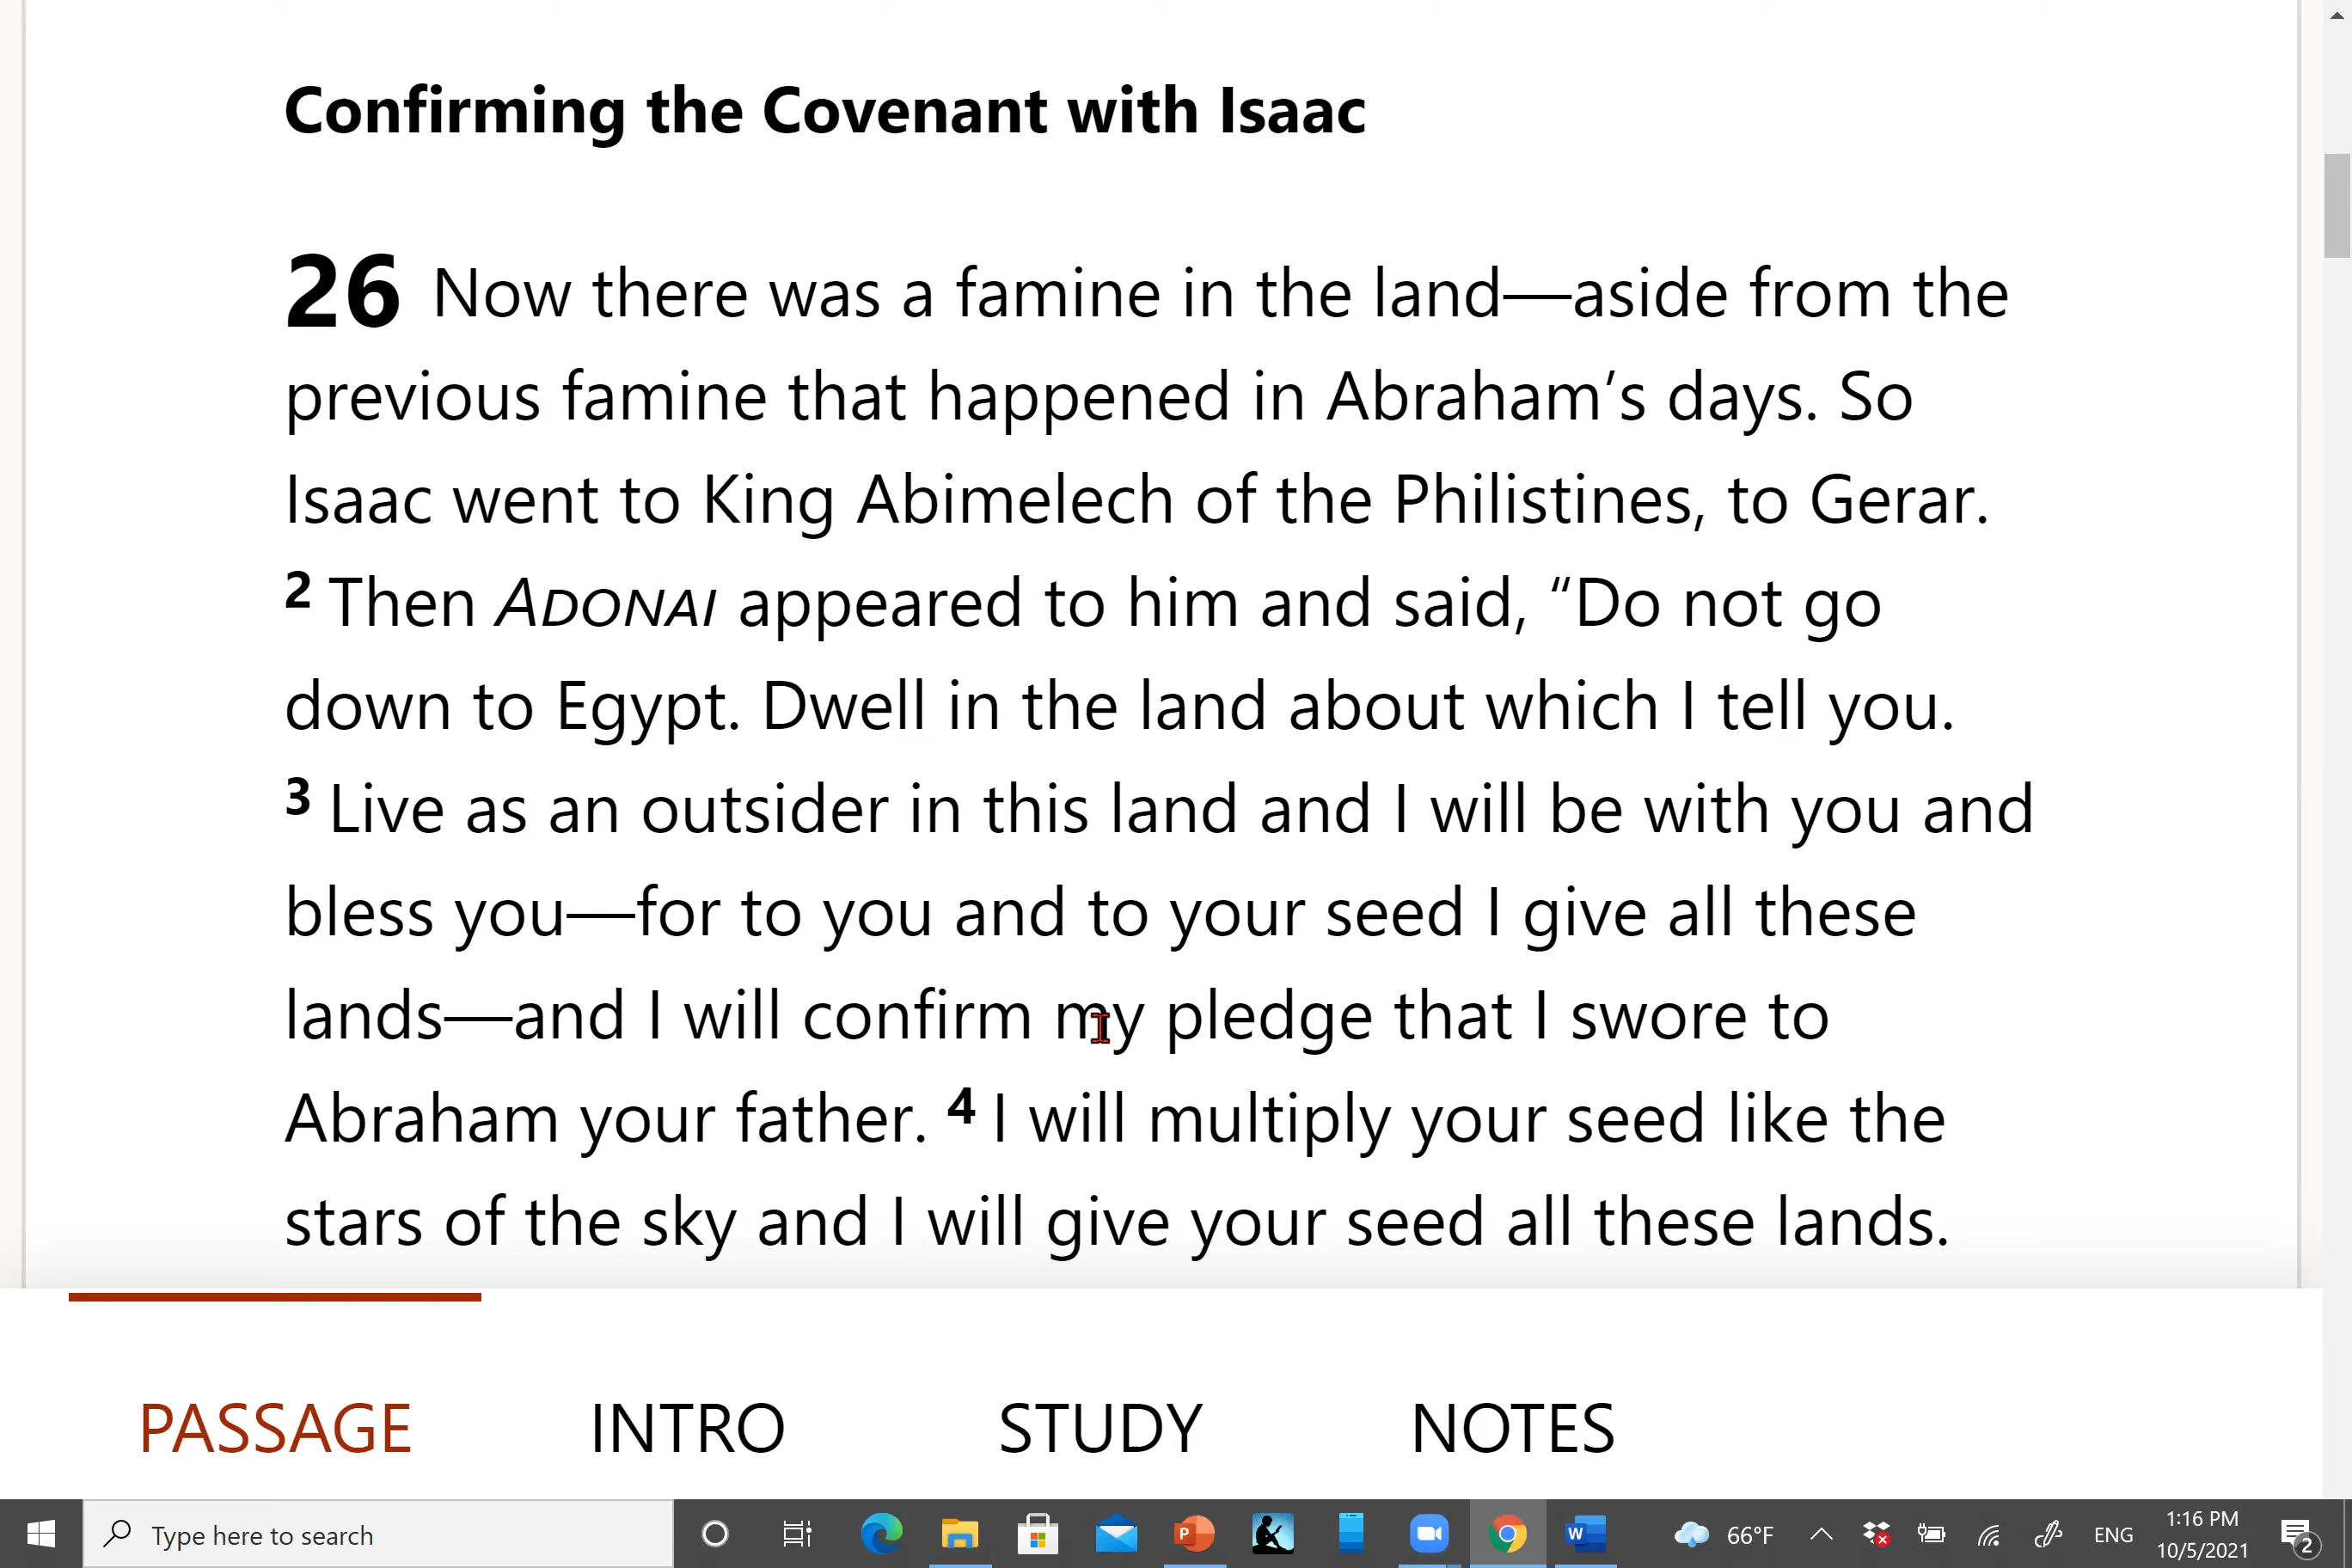 Confirming the Covenant with Isaac
26 Now there was a famine in the land—aside from the
previous famine that happened in Abraham’s days. So
Isaac went to King Abimelech of the Philistines, to Gerar.
2 Then ADONAI appeared to him and said, “Do not go
down to Egypt. Dwell in the land about which I tell you.
3 Live as an outsider in this land and I will be with you and
bless you—for to you and to your seed I give all these
lands—and I will confirm my pledge that I swore to
Abraham your father. 4 I will multiply your seed like the
stars of the sky and I will give your seed all these lands.
PASSAGE INTRO STUDY NOTES
Type here to search
P
W
66°F
ENG
1:16 PM
10/5/2021
2